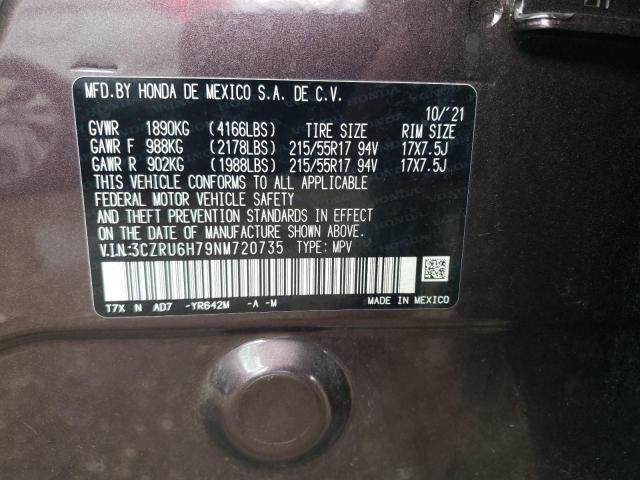 MFD.BY HONDA DE MEXICO S.A. DE C.V.
10/'21
GVWR 1890KG (4166LBS) TIRE SIZE RIM SIZE
GAWR F 988KG (2178LBS) 215/55R17 94V 17X7.5J
GAWR R 902KG (1988LBS) 215/55R17 94V 17X7.5J
THIS VEHICLE CONFORMS TO ALL APPLICABLE
FEDERAL MOTOR VEHICLE SAFETY
AND THEFT PREVENTION STANDARDS IN EFFECT
ON THE DATE OF MANUFACTURE SHOWN ABOVE.
V.I.N.:3CZRU6H79NM720735 TYPE: MPV
T7X N AD7 -YR642M -A -M MADE IN MEXICO